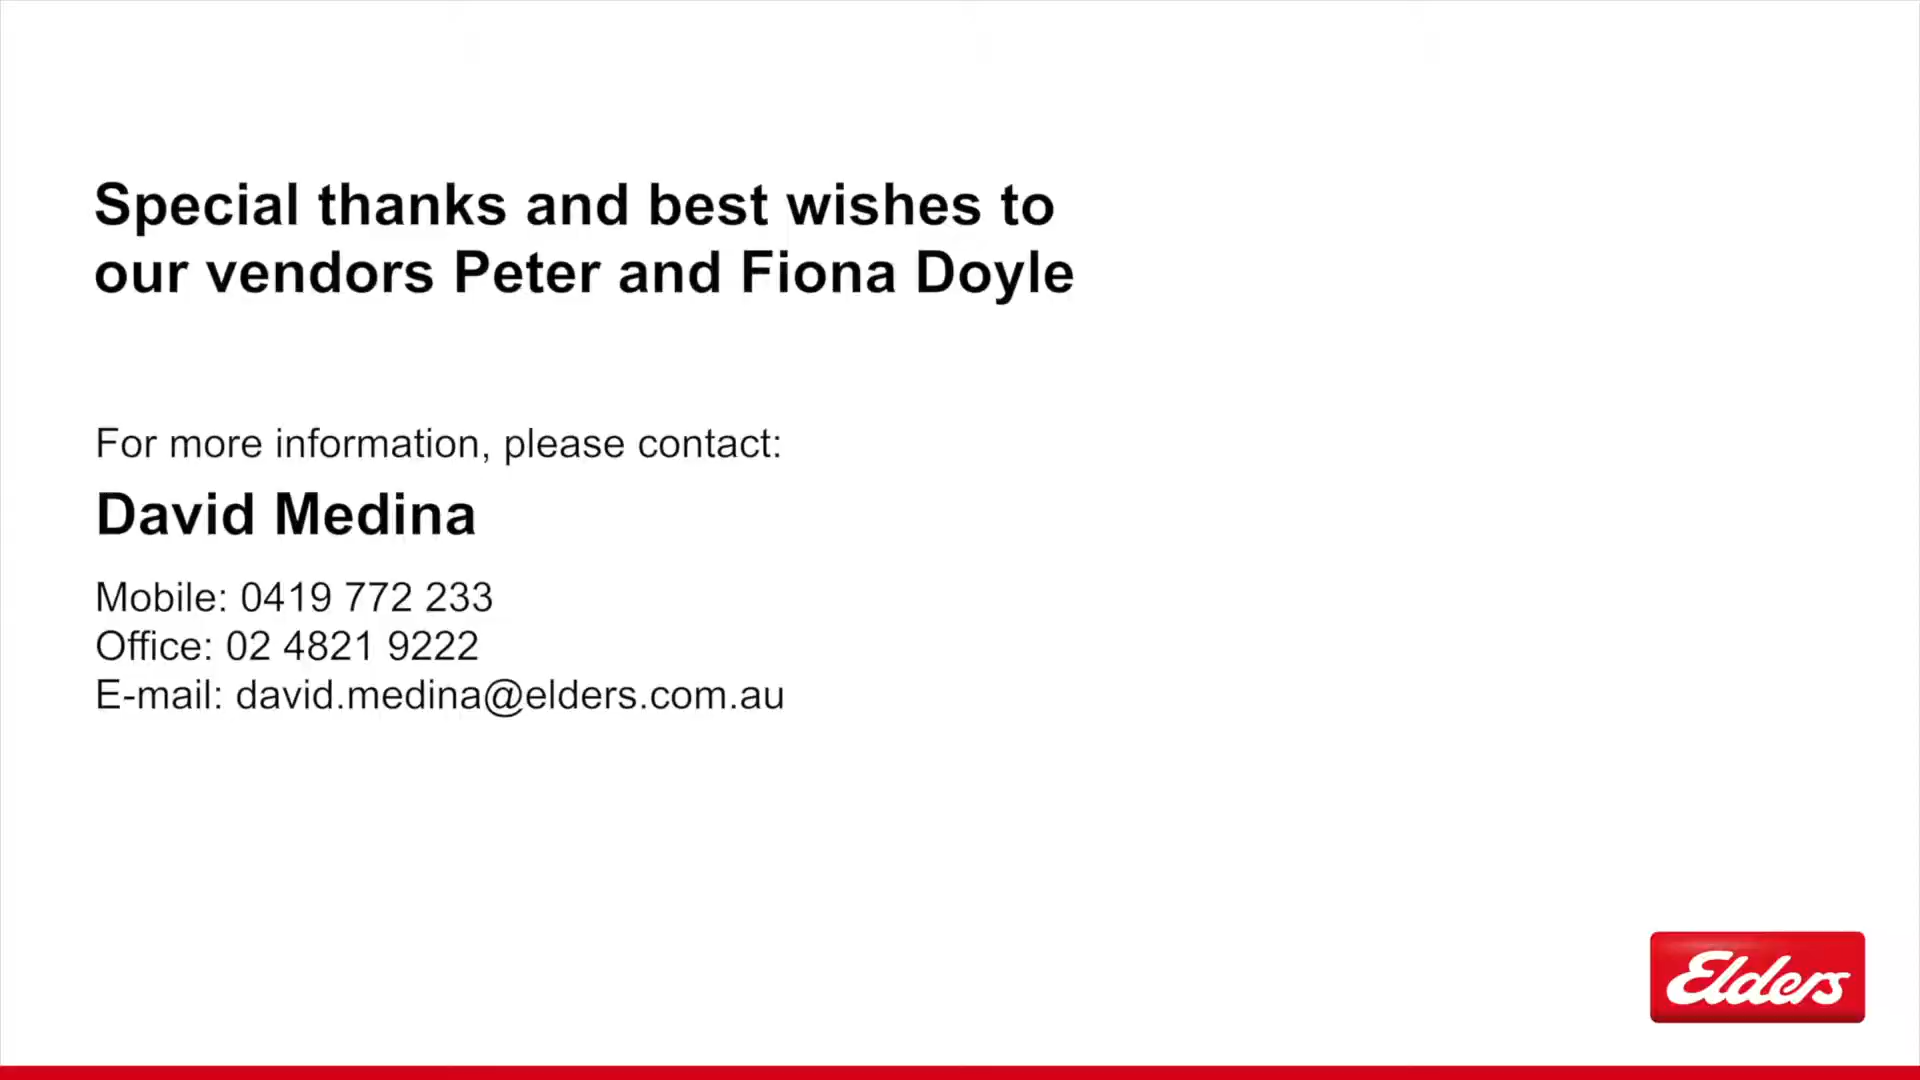 Special thanks and best wishes to
our vendors Peter and Fiona Doyle
For more information, please contact:
David Medina
Mobile: 0419 772 233
Office: 02 4821 9222
E-mail: david.medina@elders.com.au
Elders